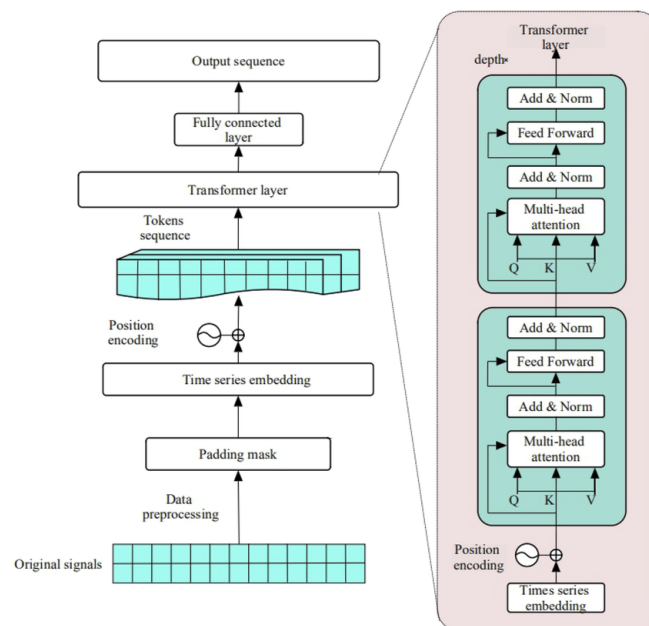 Output sequence
Fully connected
layer
Transformer layer
Tokens
sequence
Position
encoding
Time series embedding
Padding mask
Data
preprocessing
Original signals
Transformer
layer
depth×
Add & Norm
Feed Forward
Add & Norm
Multi-head
attention
Q K V
Add & Norm
Feed Forward
Add & Norm
Multi-head
attention
Q K V
Position
encoding
Times series
embedding